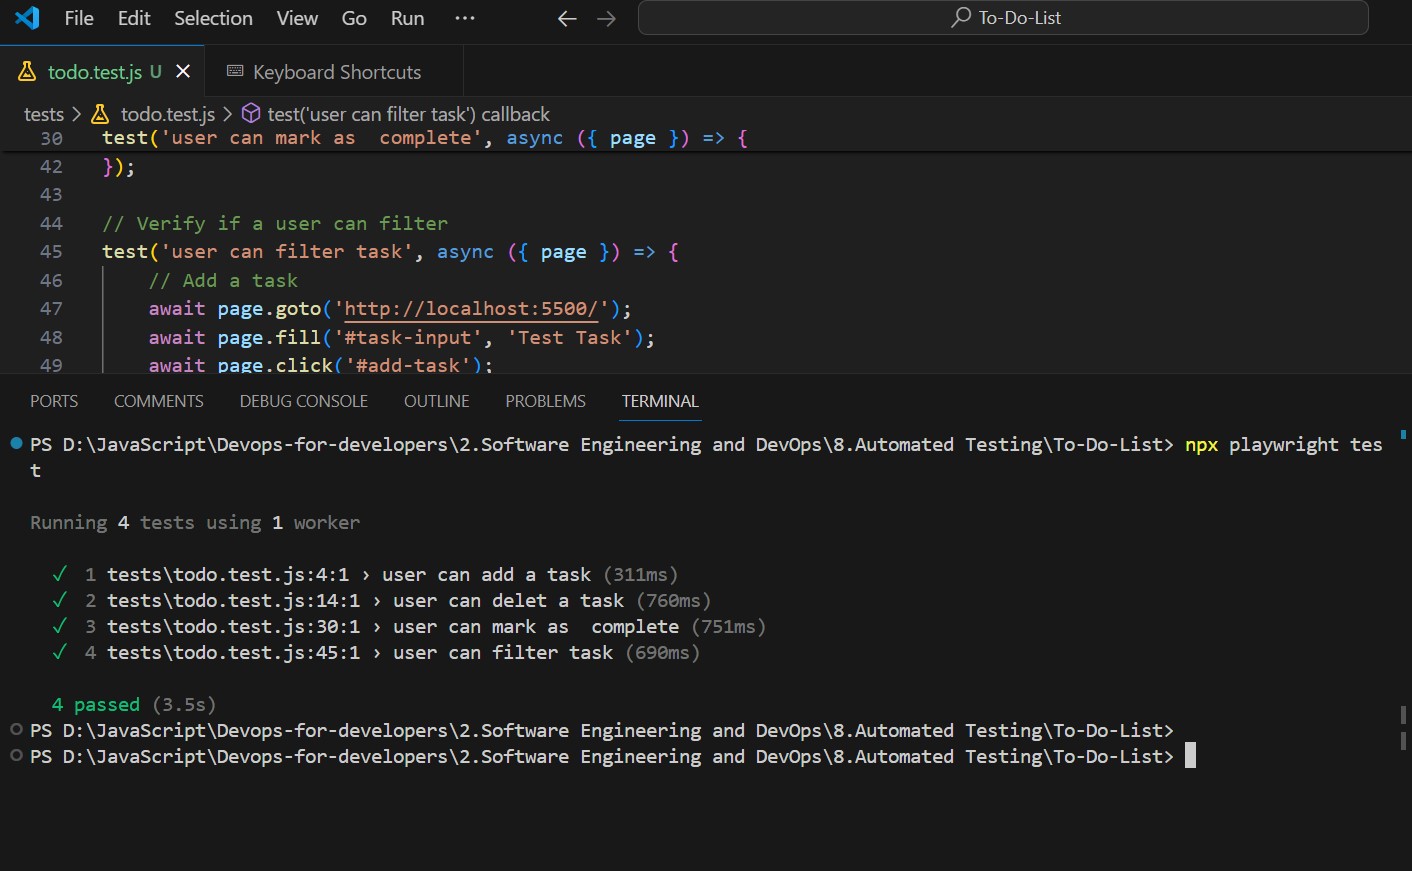 File Edit Selection View Go Run ···
To-Do-List
todo.test.js U
Keyboard Shortcuts
tests > todo.test.js > test('user can filter task') callback
30 test('user can mark as  complete', async ({ page }) => {
42 });
43
44 // Verify if a user can filter
45 test('user can filter task', async ({ page }) => {
46 // Add a task
47 await page.goto('http://localhost:5500/');
48 await page.fill('#task-input', 'Test Task');
49 await page.click('#add-task');
PORTS COMMENTS DEBUG CONSOLE OUTLINE PROBLEMS TERMINAL
PS D:\JavaScript\Devops-for-developers\2.Software Engineering and DevOps\8.Automated Testing\To-Do-List> npx playwright tes
t
Running 4 tests using 1 worker
✓ 1 tests\todo.test.js:4:1 › user can add a task (311ms)
✓ 2 tests\todo.test.js:14:1 › user can delet a task (760ms)
✓ 3 tests\todo.test.js:30:1 › user can mark as  complete (751ms)
✓ 4 tests\todo.test.js:45:1 › user can filter task (690ms)
4 passed (3.5s)
PS D:\JavaScript\Devops-for-developers\2.Software Engineering and DevOps\8.Automated Testing\To-Do-List>
PS D:\JavaScript\Devops-for-developers\2.Software Engineering and DevOps\8.Automated Testing\To-Do-List>